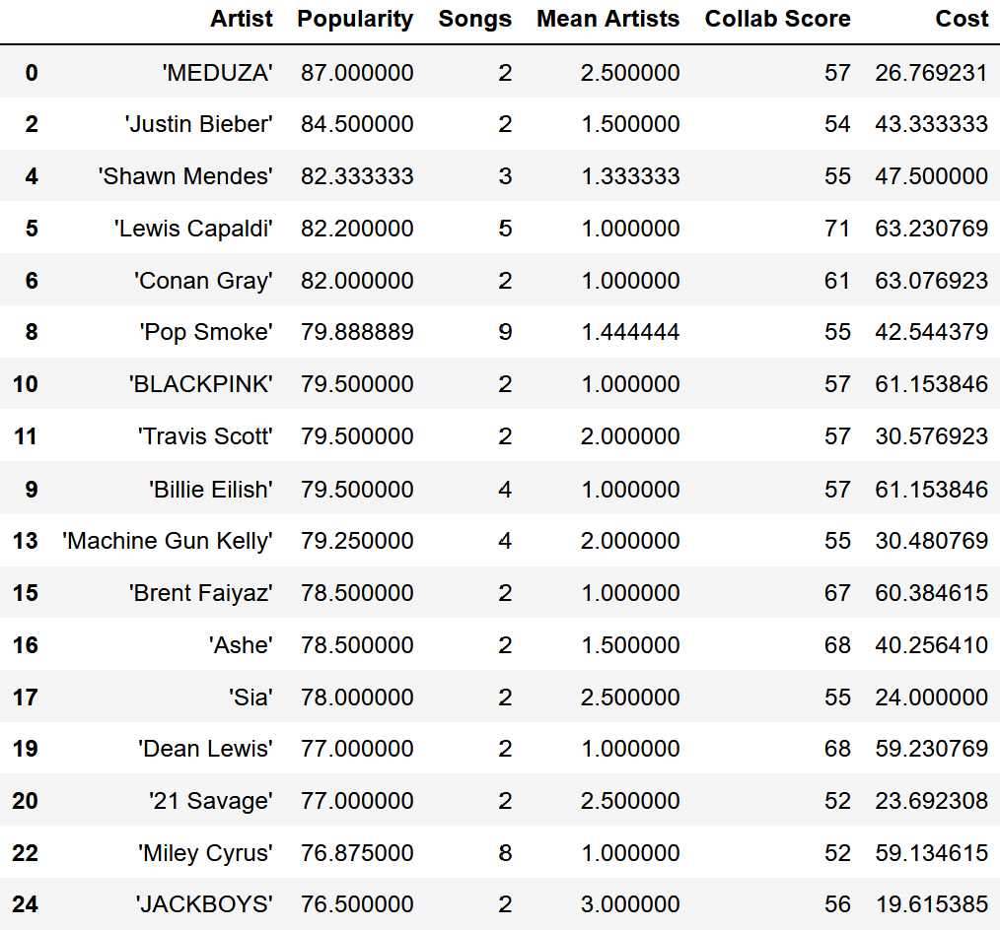 Artist Popularity Songs Mean Artists Collab Score Cost
0 'MEDUZA' 87.000000 2 2.500000 57 26.769231
2 'Justin Bieber' 84.500000 2 1.500000 54 43.333333
4 'Shawn Mendes' 82.333333 3 1.333333 55 47.500000
5 'Lewis Capaldi' 82.200000 5 1.000000 71 63.230769
6 'Conan Gray' 82.000000 2 1.000000 61 63.076923
8 'Pop Smoke' 79.888889 9 1.444444 55 42.544379
10 'BLACKPINK' 79.500000 2 1.000000 57 61.153846
11 'Travis Scott' 79.500000 2 2.000000 57 30.576923
9 'Billie Eilish' 79.500000 4 1.000000 57 61.153846
13 'Machine Gun Kelly' 79.250000 4 2.000000 55 30.480769
15 'Brent Faiyaz' 78.500000 2 1.000000 67 60.384615
16 'Ashe' 78.500000 2 1.500000 68 40.256410
17 'Sia' 78.000000 2 2.500000 55 24.000000
19 'Dean Lewis' 77.000000 2 1.000000 68 59.230769
20 '21 Savage' 77.000000 2 2.500000 52 23.692308
22 'Miley Cyrus' 76.875000 8 1.000000 52 59.134615
24 'JACKBOYS' 76.500000 2 3.000000 56 19.615385